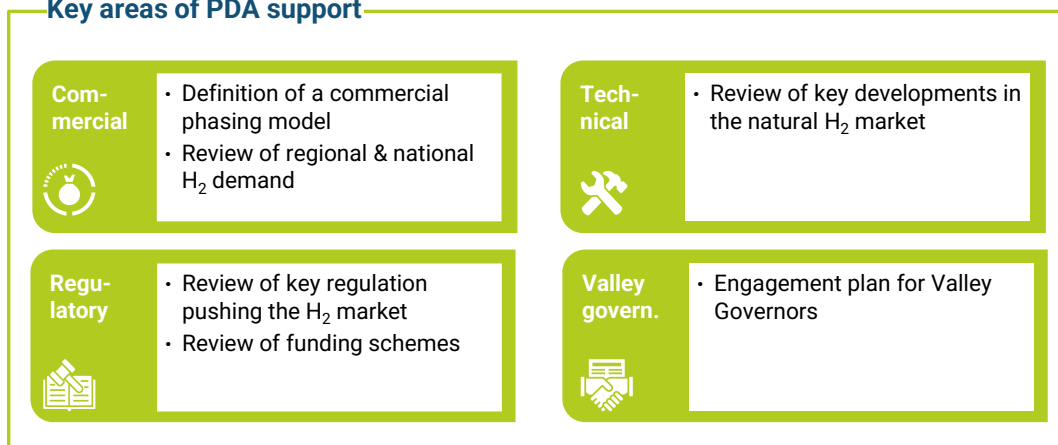 Key areas of PDA support
Com-
mercial
• Definition of a commercial
phasing model
• Review of regional & national
H₂ demand
Tech-
nical
• Review of key developments in
the natural H₂ market
Regu-
latory
• Review of key regulation
pushing the H₂ market
• Review of funding schemes
Valley
govern.
• Engagement plan for Valley
Governors